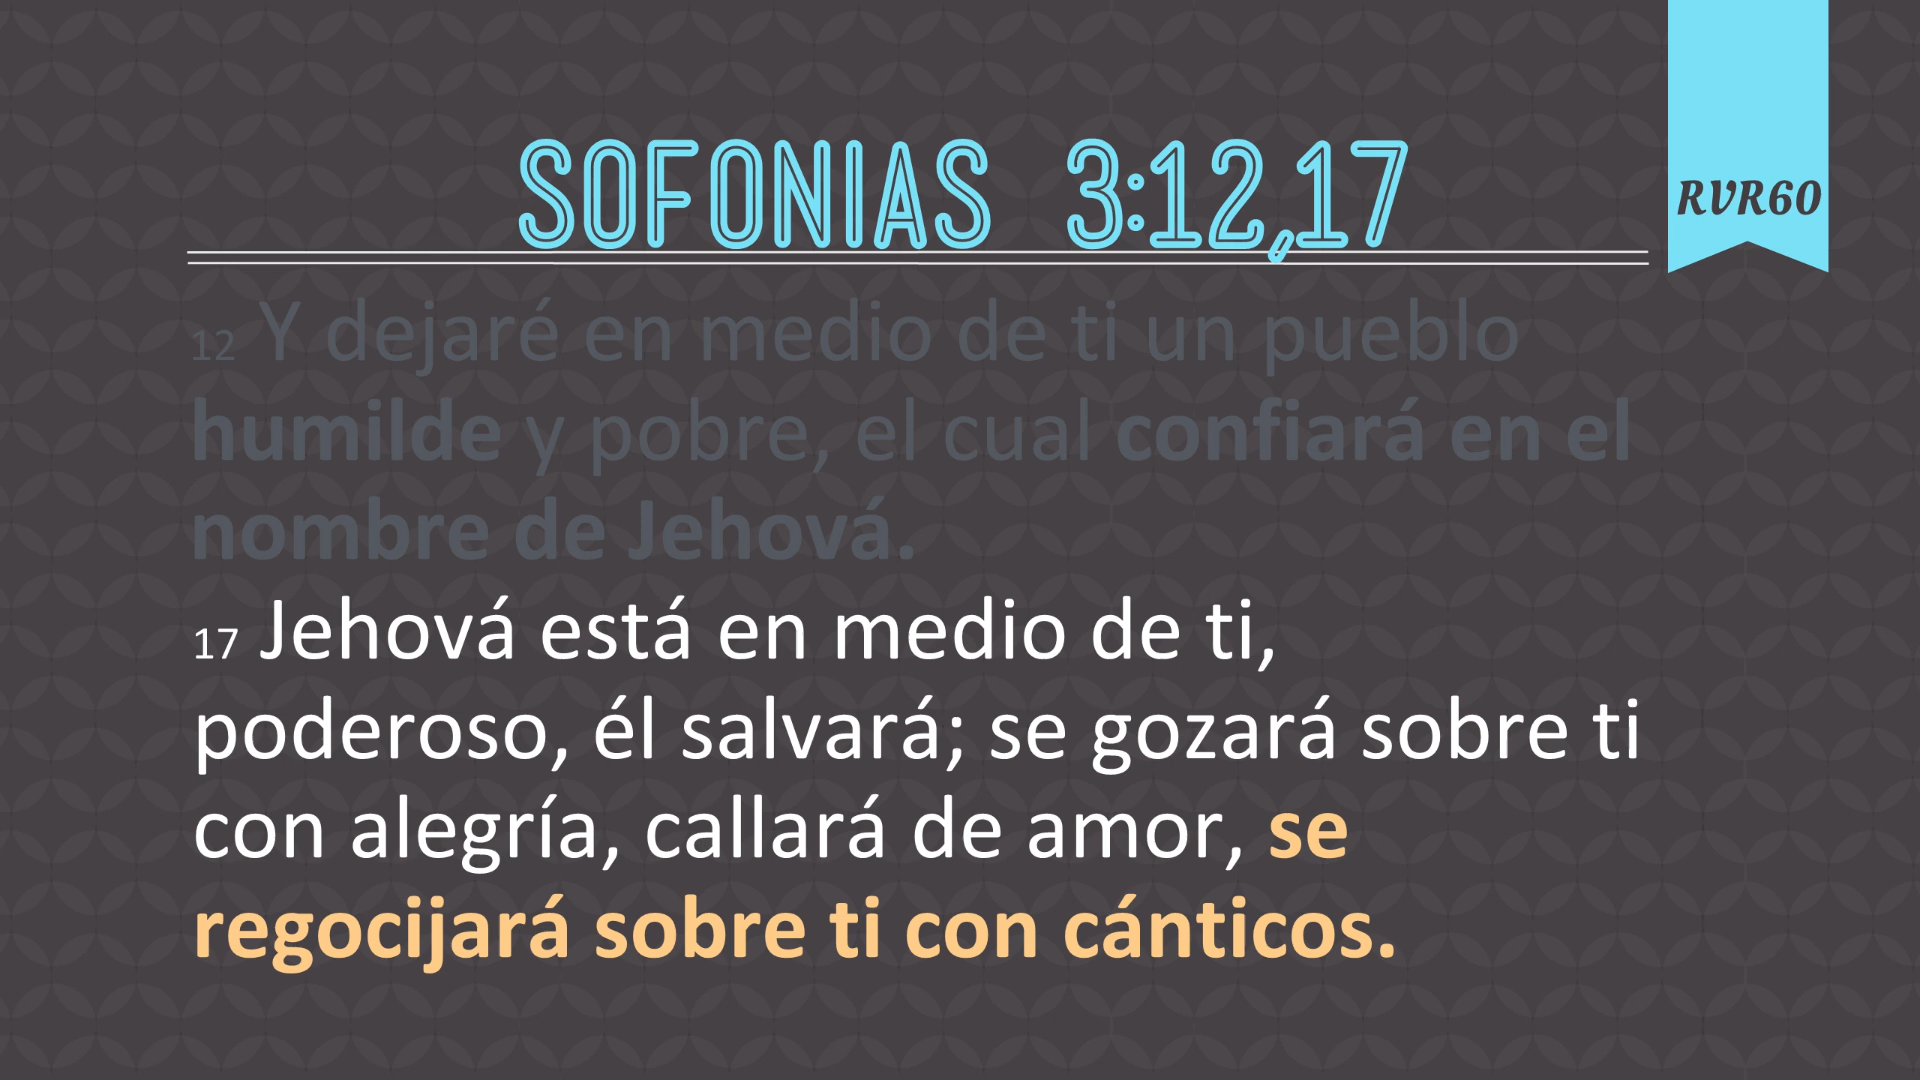 SOFONIAS 3:12,17
RVR60
12 Y dejaré en medio de ti un pueblo
humilde y pobre, el cual confiará en el
nombre de Jehová.
17 Jehová está en medio de ti,
poderoso, él salvará; se gozará sobre ti
con alegría, callará de amor, se
regocijará sobre ti con cánticos.